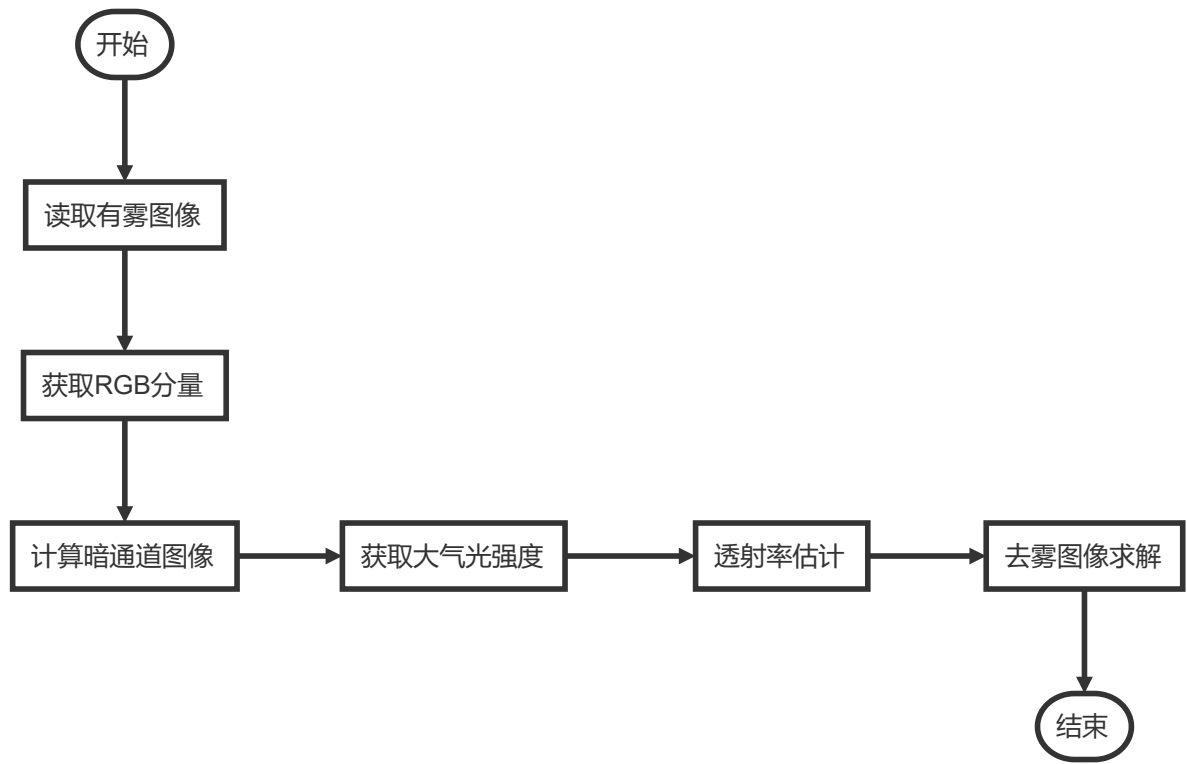 开始
读取有雾图像
获取RGB分量
计算暗通道图像
获取大气光强度
透射率估计
去雾图像求解
结束